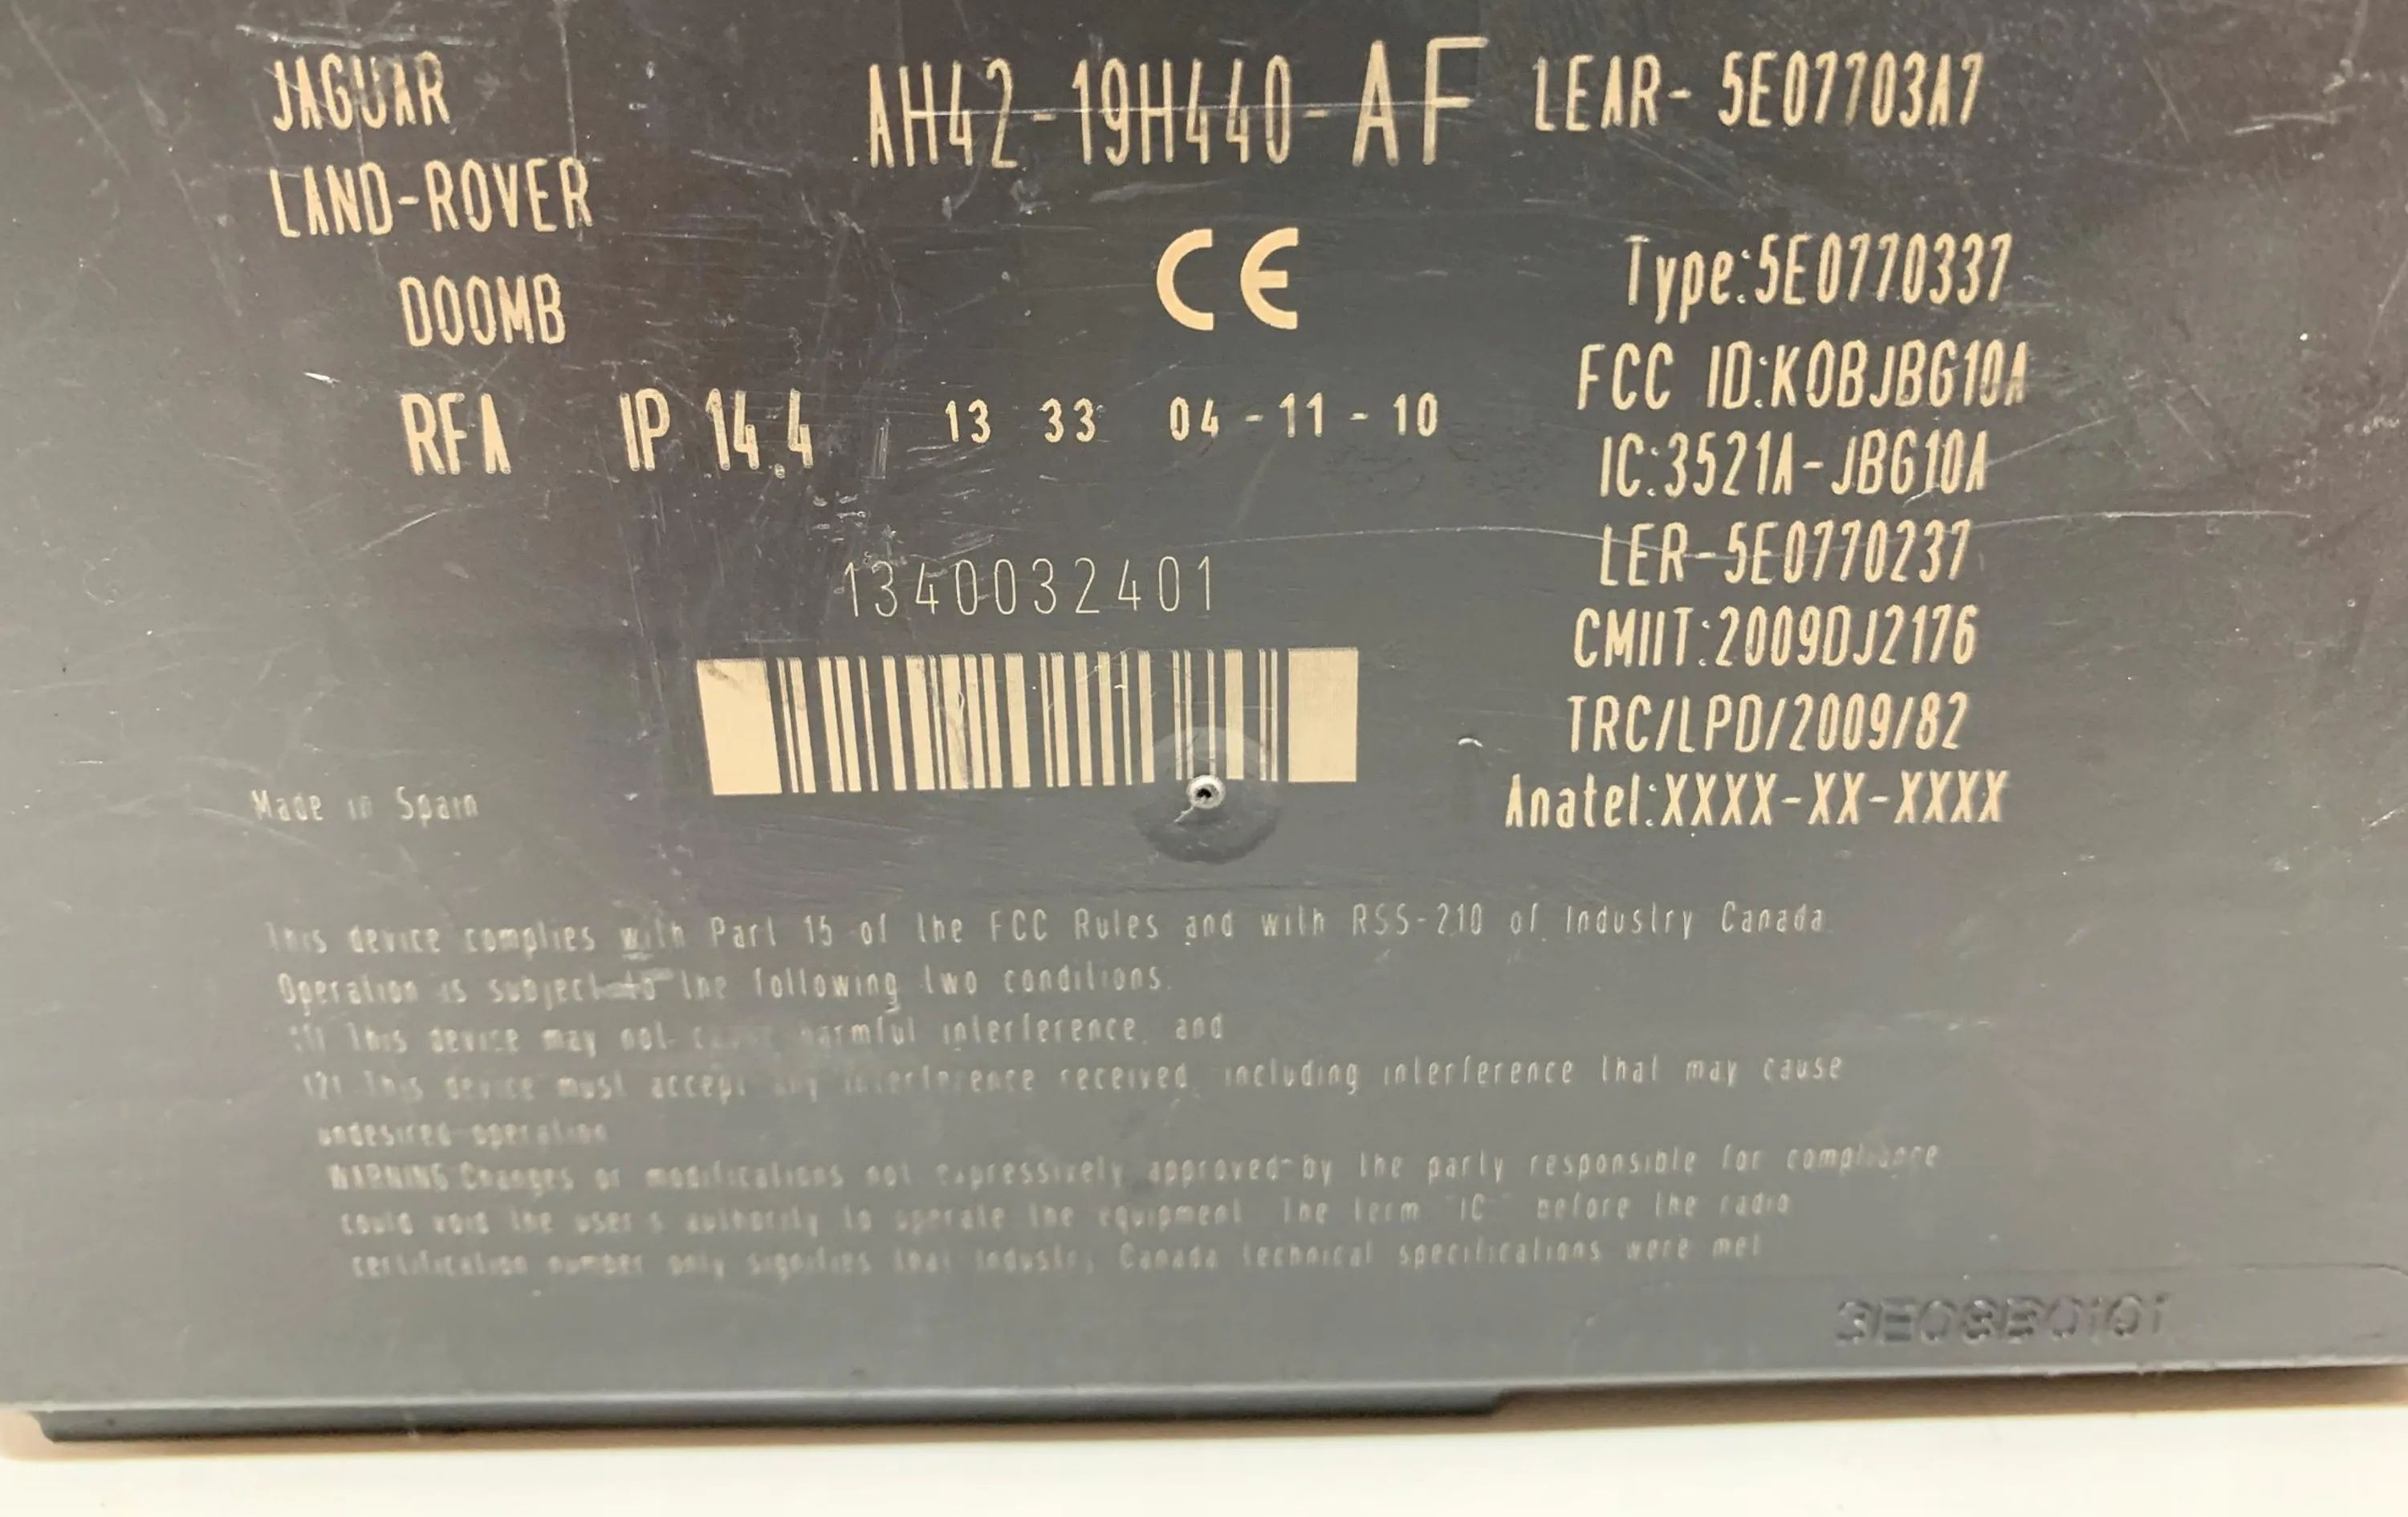 JAGUAR
AH42-19H440-AF LEAR- 5E07703A7
LAND-ROVER
DOOMB
RFA IP 14.4 13 33 04-11-10
Type:5E0770337
FCC ID:KOBJBG10A
IC:3521A-JBG10A
LER-5E0770237
CMIIT:2009DJ2176
TRC/LPD/2009/82
Anatel:XXXX-XX-XXXX
CE
1340032401
Made in Spain
This device complies with Part 15 of the FCC Rules and with RSS-210 of Industry Canada.
Operation is subject to the following two conditions:
(1) This device may not cause harmful interference, and
(2) This device must accept any interference received, including interference that may cause
undesired operation
WARNING:Changes or modifications not expressively approved by the party responsible for compliance
could void the user's authority to operate the equipment. The term "IC" before the radio
certification number only signifies that Industry Canada technical specifications were met